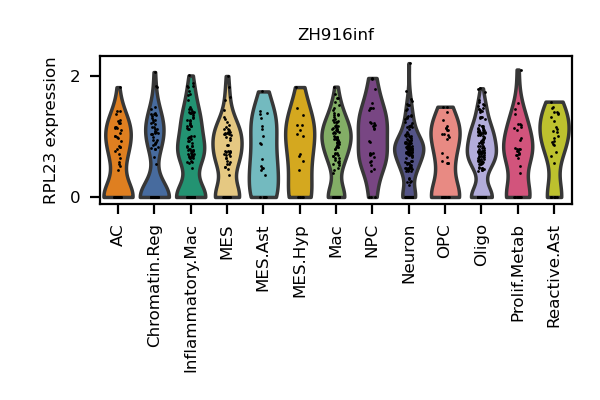 ZH916inf
RPL23 expression
2
0
AC
Chromatin.Reg
Inflammatory.Mac
MES
MES.Ast
MES.Hyp
Mac
NPC
Neuron
OPC
Oligo
Prolif.Metab
Reactive.Ast